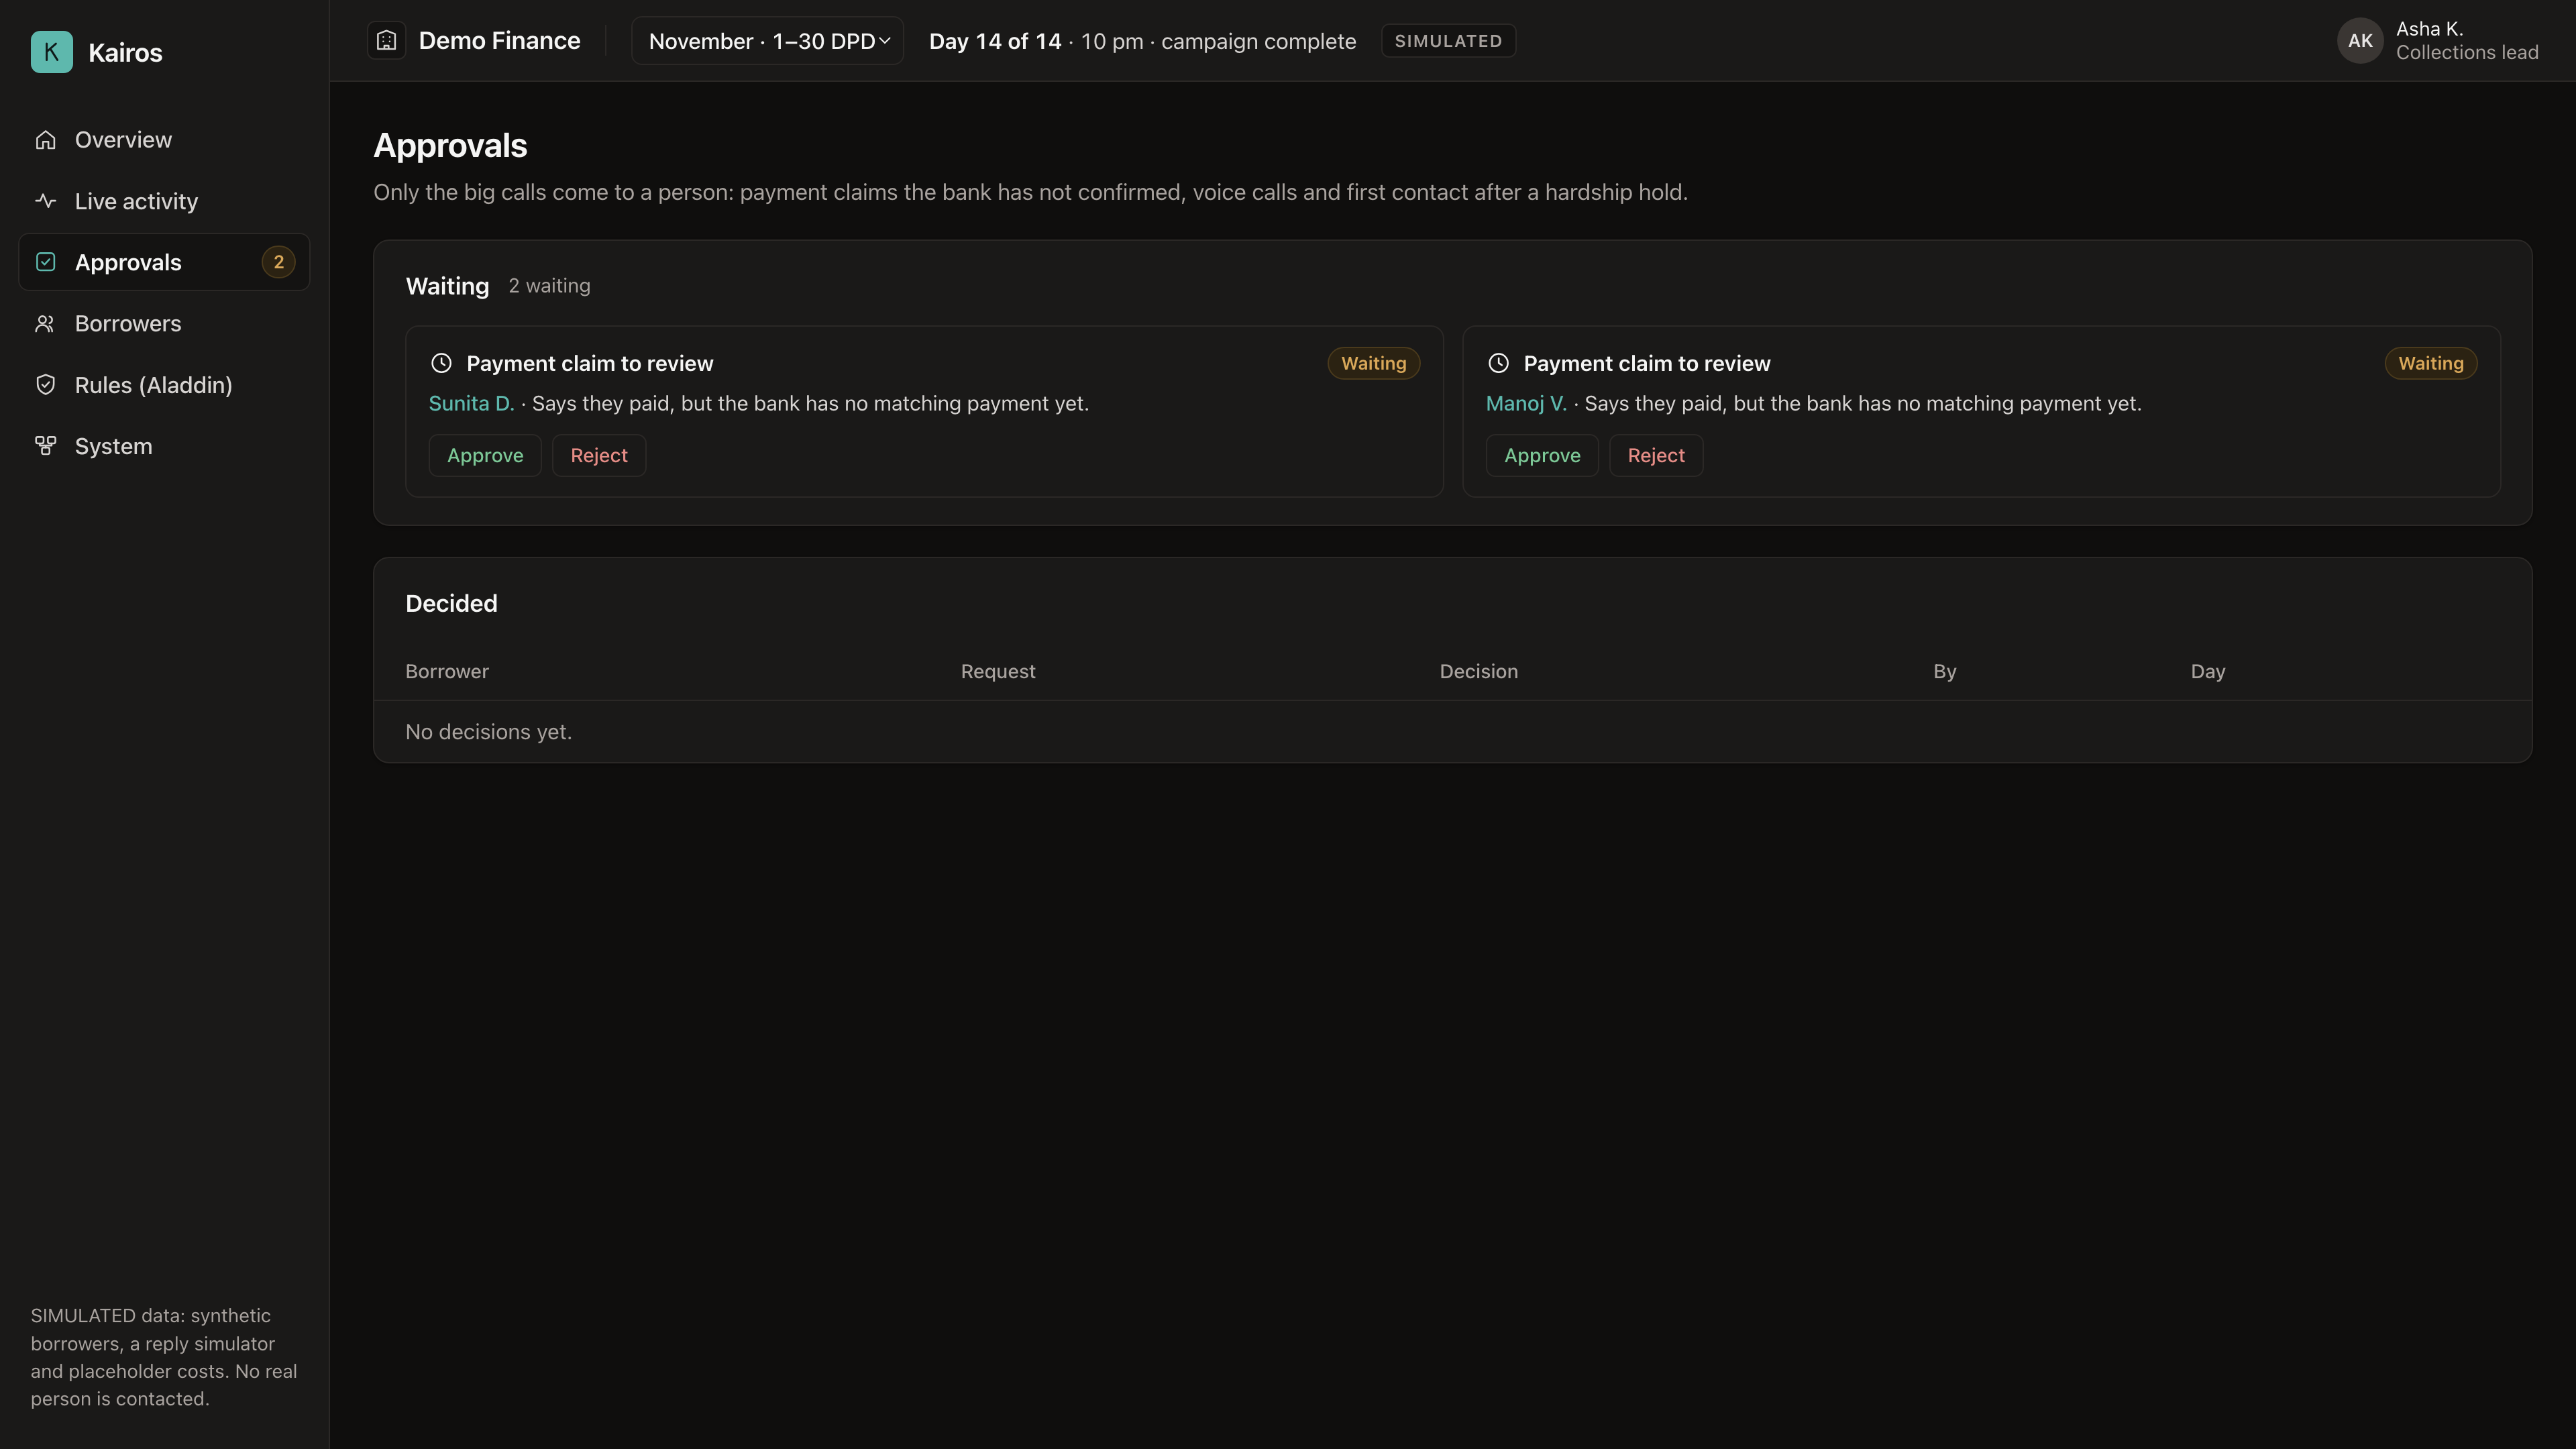 K Kairos
Overview
Live activity
Approvals 2
Borrowers
Rules (Aladdin)
System
SIMULATED data: synthetic
borrowers, a reply simulator
and placeholder costs. No real
person is contacted.
Demo Finance
November · 1–30 DPD
Day 14 of 14 · 10 pm · campaign complete
SIMULATED
AK
Asha K.
Collections lead
Approvals
Only the big calls come to a person: payment claims the bank has not confirmed, voice calls and first contact after a hardship hold.
Waiting 2 waiting
Payment claim to review Waiting
Sunita D. · Says they paid, but the bank has no matching payment yet.
Approve Reject
Payment claim to review Waiting
Manoj V. · Says they paid, but the bank has no matching payment yet.
Approve Reject
Decided
Borrower Request Decision By Day
No decisions yet.